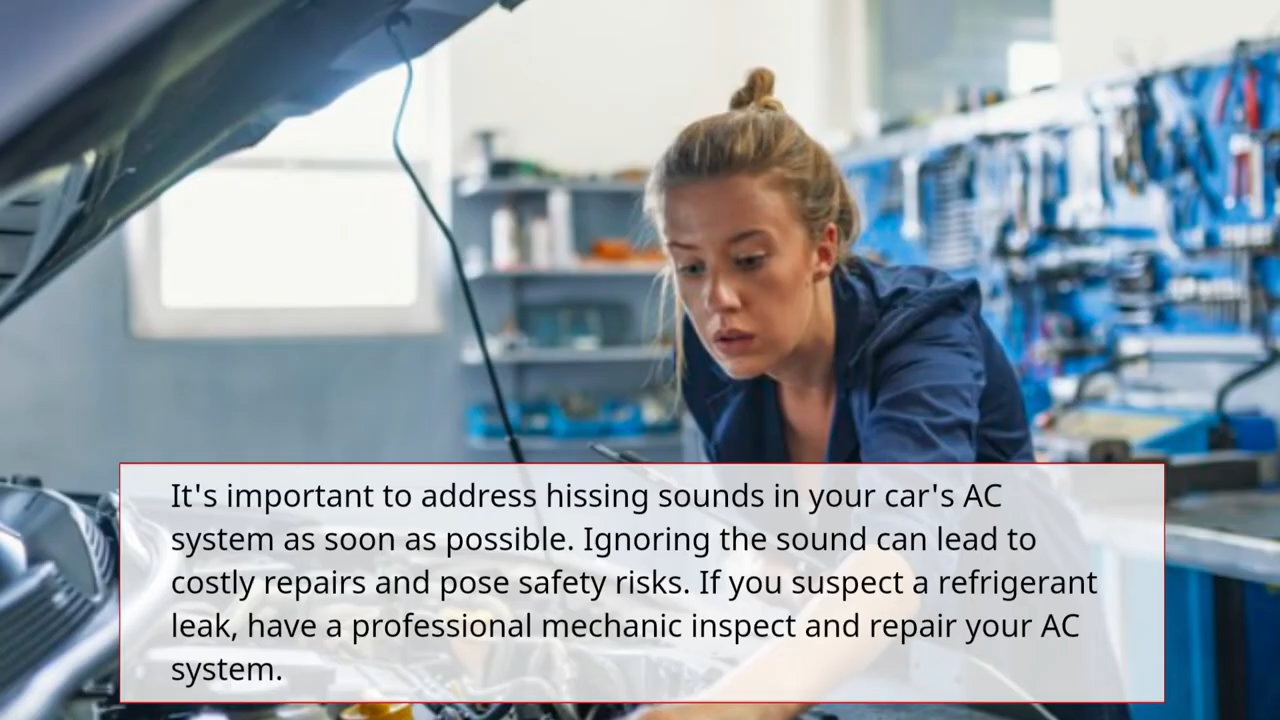 It's important to address hissing sounds in your car's AC
system as soon as possible. Ignoring the sound can lead to
costly repairs and pose safety risks. If you suspect a refrigerant
leak, have a professional mechanic inspect and repair your AC
system.